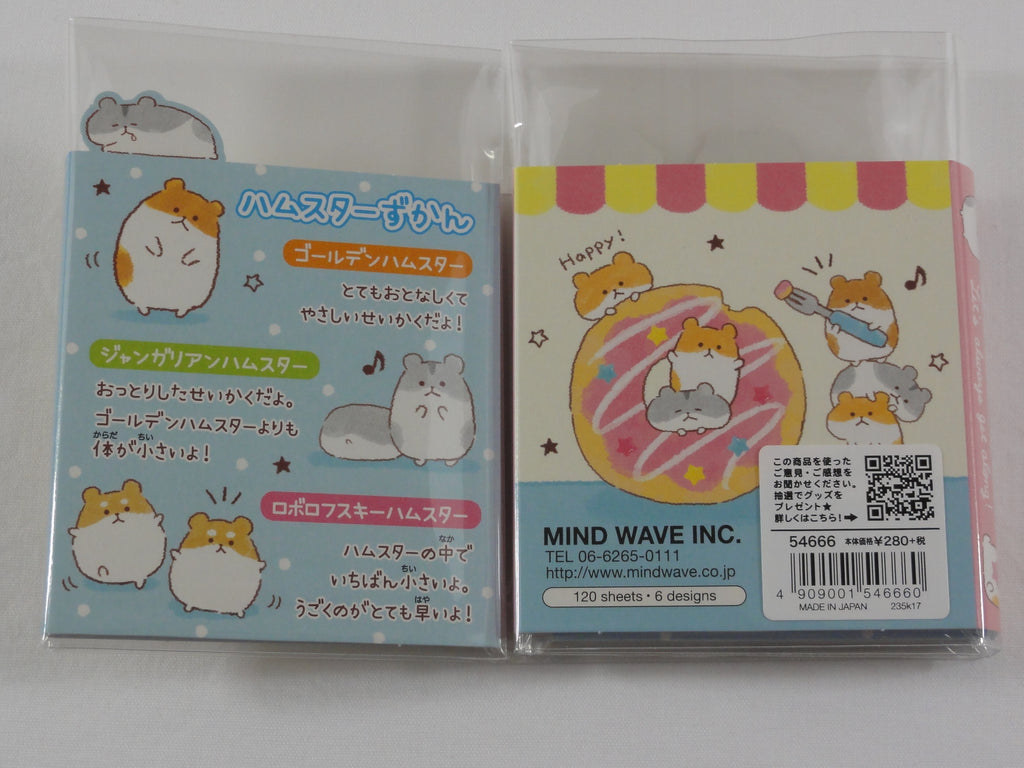 ハムスターずかん
ゴールデンハムスター
とてもおとなしくて
やさしいせいかくだよ!
ジャンガリアンハムスター
おっとりしたせいかくだよ。
ゴールデンハムスターよりも
からだ ちい
体が小さいよ!
ロボロフスキーハムスター
なか
ハムスターの中で
ちい
いちばん小さいよ。
はや
うごくのがとても早いよ!
Happy!
MIND WAVE INC.
TEL 06-6265-0111
http://www.mindwave.co.jp
120 sheets・6 designs
この商品を使った
ご意見・ご感想を
お聞かせください。
抽選でグッズを
プレゼント★
詳しくはこちら!➡
54666 本体価格¥280+税
4 909001 546660
MADE IN JAPAN 235k17
Let's always get along!